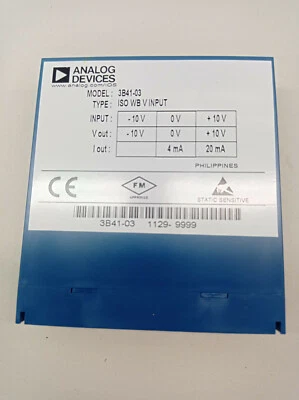 ANALOG
DEVICES
www.analog.com/IOS
MODEL : 3B41-03
TYPE : ISO WB V INPUT
INPUT : - 10 V 0 V + 10 V
V out : - 10 V 0 V + 10 V
I out : 4 mA 20 mA
PHILIPPINES
CE
FM
APPROVED
STATIC SENSITIVE
3B41-03 1129- 9999